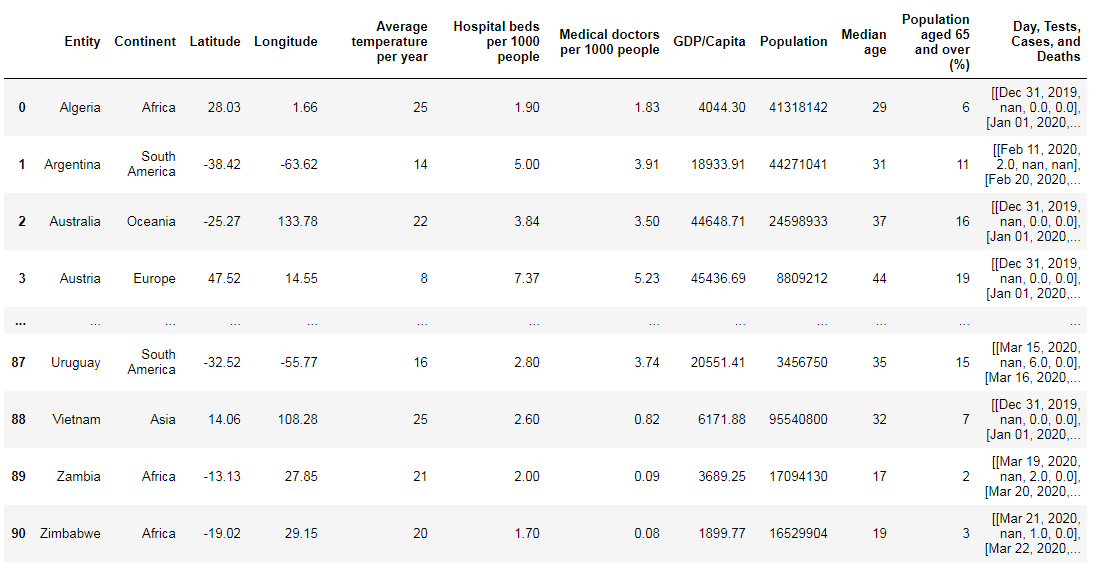 Entity Continent Latitude Longitude Average temperature per year Hospital beds per 1000 people Medical doctors per 1000 people GDP/Capita Population Median age Population aged 65 and over (%) Day, Tests, Cases, and Deaths
0 Algeria Africa 28.03 1.66 25 1.90 1.83 4044.30 41318142 29 6 [[Dec 31, 2019, nan, 0.0, 0.0], [Jan 01, 2020,...
1 Argentina South America -38.42 -63.62 14 5.00 3.91 18933.91 44271041 31 11 [[Feb 11, 2020, 2.0, nan, nan], [Feb 20, 2020,...
2 Australia Oceania -25.27 133.78 22 3.84 3.50 44648.71 24598933 37 16 [[Dec 31, 2019, nan, 0.0, 0.0], [Jan 01, 2020,...
3 Austria Europe 47.52 14.55 8 7.37 5.23 45436.69 8809212 44 19 [[Dec 31, 2019, nan, 0.0, 0.0], [Jan 01, 2020,...
... ... ... ... ... ... ... ... ... ... ... ... ...
87 Uruguay South America -32.52 -55.77 16 2.80 3.74 20551.41 3456750 35 15 [[Mar 15, 2020, nan, 6.0, 0.0], [Mar 16, 2020,...
88 Vietnam Asia 14.06 108.28 25 2.60 0.82 6171.88 95540800 32 7 [[Dec 31, 2019, nan, 0.0, 0.0], [Jan 01, 2020,...
89 Zambia Africa -13.13 27.85 21 2.00 0.09 3689.25 17094130 17 2 [[Mar 19, 2020, nan, 2.0, 0.0], [Mar 20, 2020,...
90 Zimbabwe Africa -19.02 29.15 20 1.70 0.08 1899.77 16529904 19 3 [[Mar 21, 2020, nan, 1.0, 0.0], [Mar 22, 2020,...